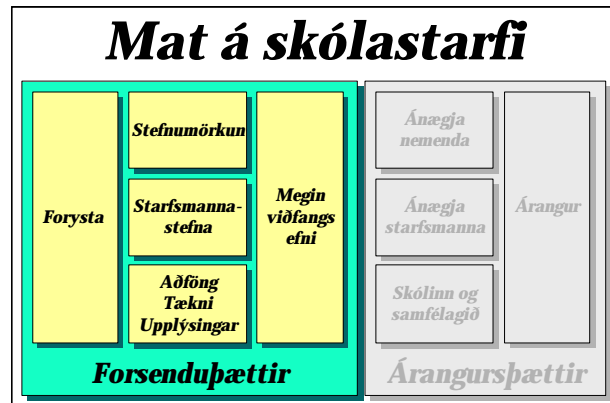 Mat á skólastarfi
Forysta
Stefnumörkun
Starfsmanna-
stefna
Aðföng
Tækni
Upplýsingar
Megin
viðfangs
efni
Forsenduþættir
Ánægja
nemenda
Ánægja
starfsmanna
Skólinn og
samfélagið
Árangur
Árangursþættir